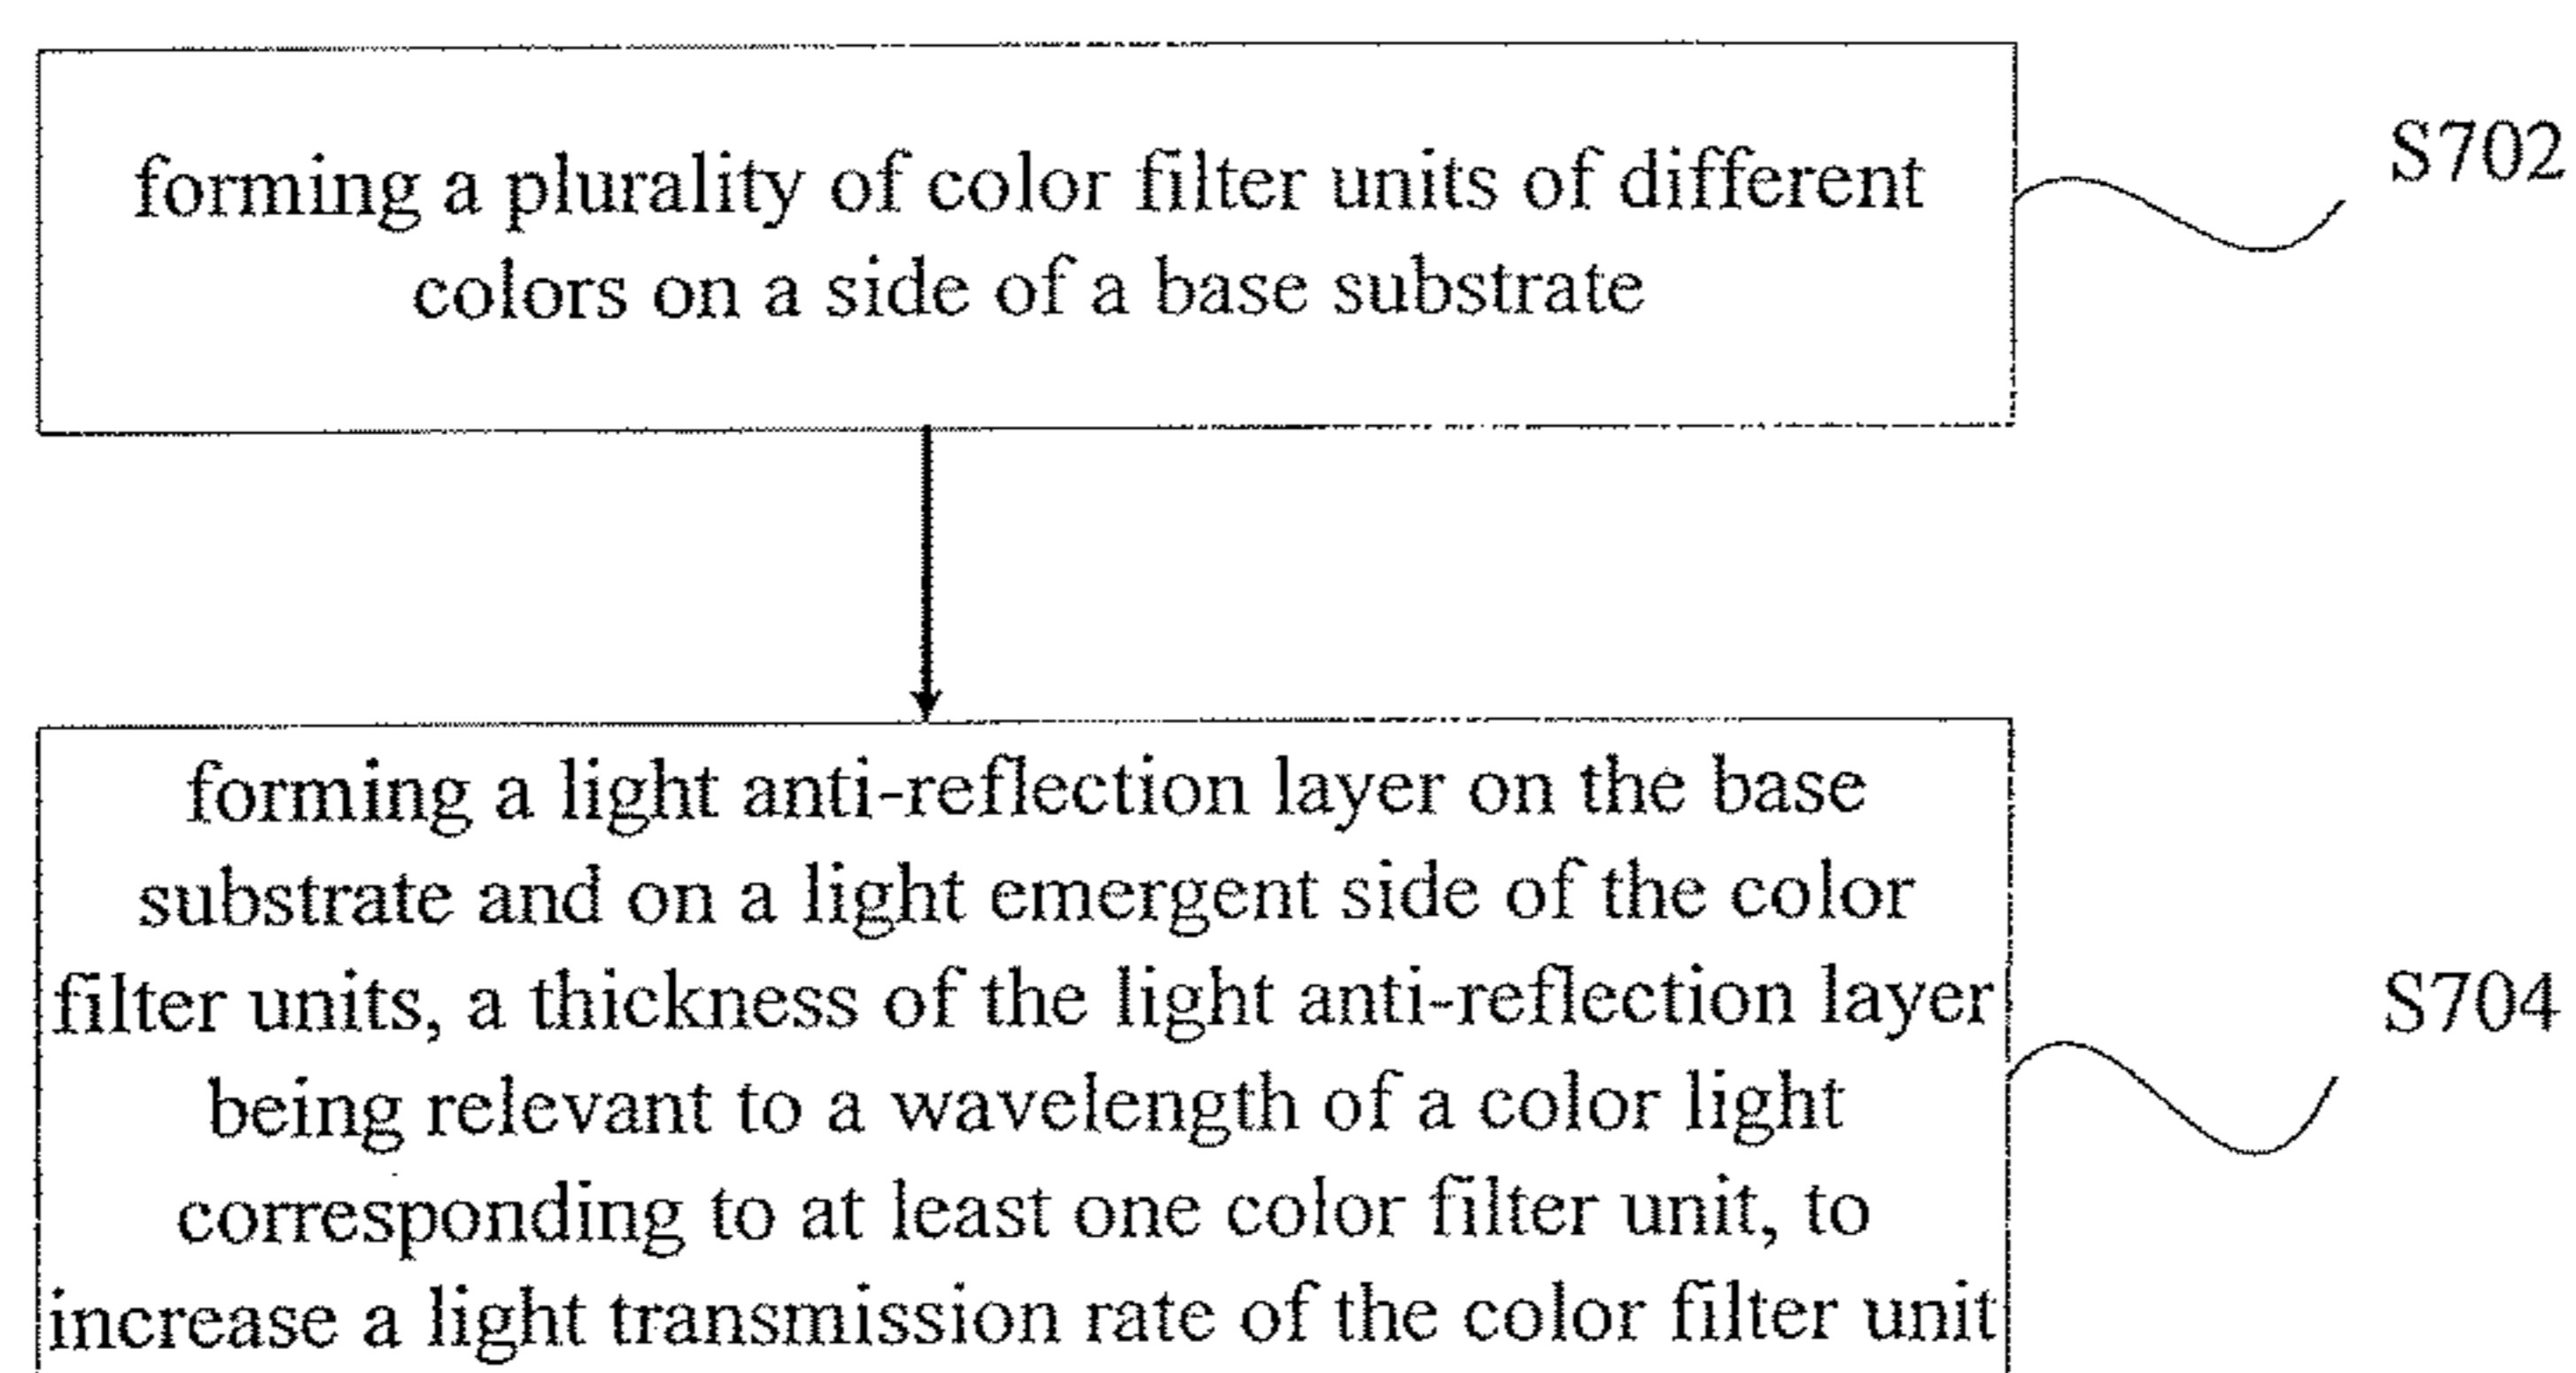 forming a plurality of color filter units of different
colors on a side of a base substrate
S702
forming a light anti-reflection layer on the base
substrate and on a light emergent side of the color
filter units, a thickness of the light anti-reflection layer
being relevant to a wavelength of a color light
corresponding to at least one color filter unit, to
increase a light transmission rate of the color filter unit
S704